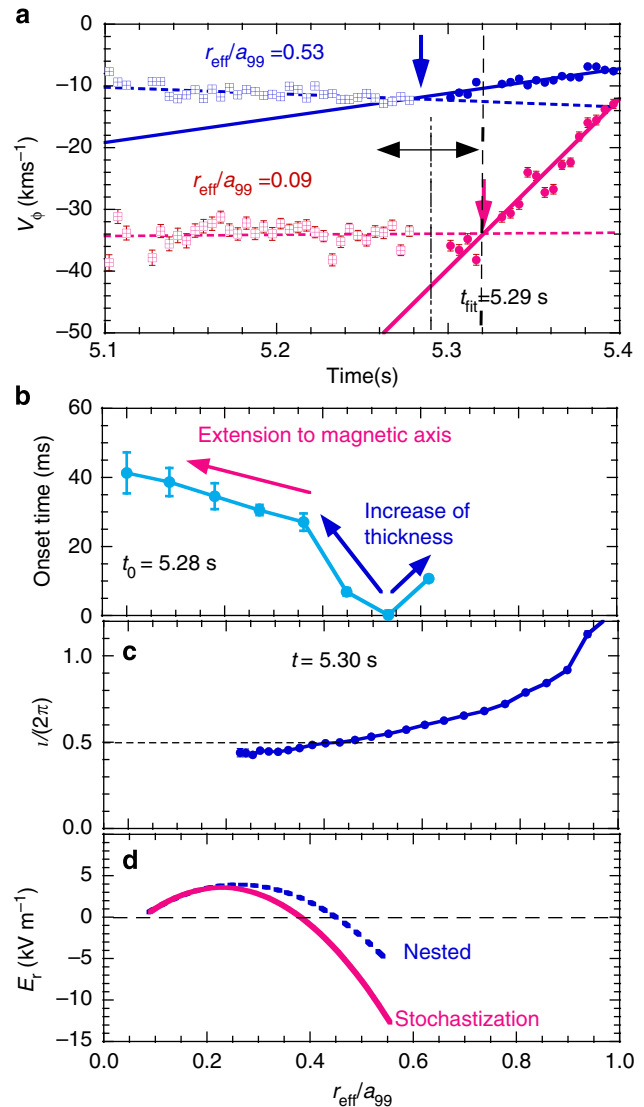 a
0
−10
−20
−30
−40
−50
V_ϕ (kms⁻¹)
r_eff/a_99 =0.53
r_eff/a_99 =0.09
t_fit=5.29 s
5.1 5.2 5.3 5.4
Time(s)
b
60
40
20
0
Onset time (ms)
Extension to magnetic axis
Increase of
thickness
t_0 = 5.28 s
c
1.0
0.5
0.0
ι/(2π)
t = 5.30 s
d
5
0
−5
−10
−15
E_r (kV m⁻¹)
Nested
Stochastization
0.0 0.2 0.4 0.6 0.8 1.0
r_eff/a_99